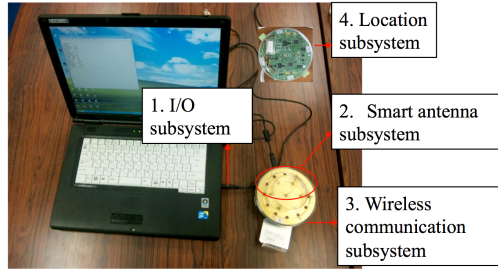 4. Location
subsystem
1. I/O
subsystem
2. Smart antenna
subsystem
3. Wireless
communication
subsystem